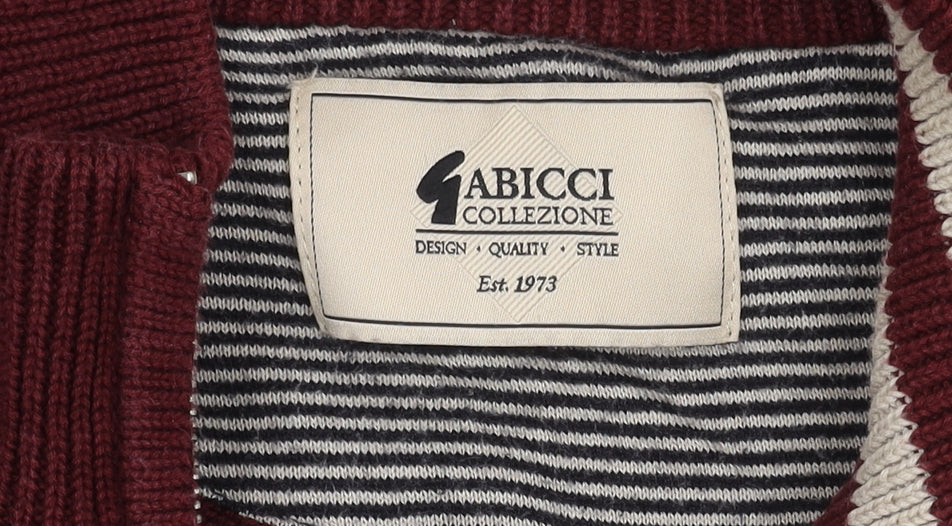 GABICCI
COLLEZIONE
DESIGN · QUALITY · STYLE
Est. 1973